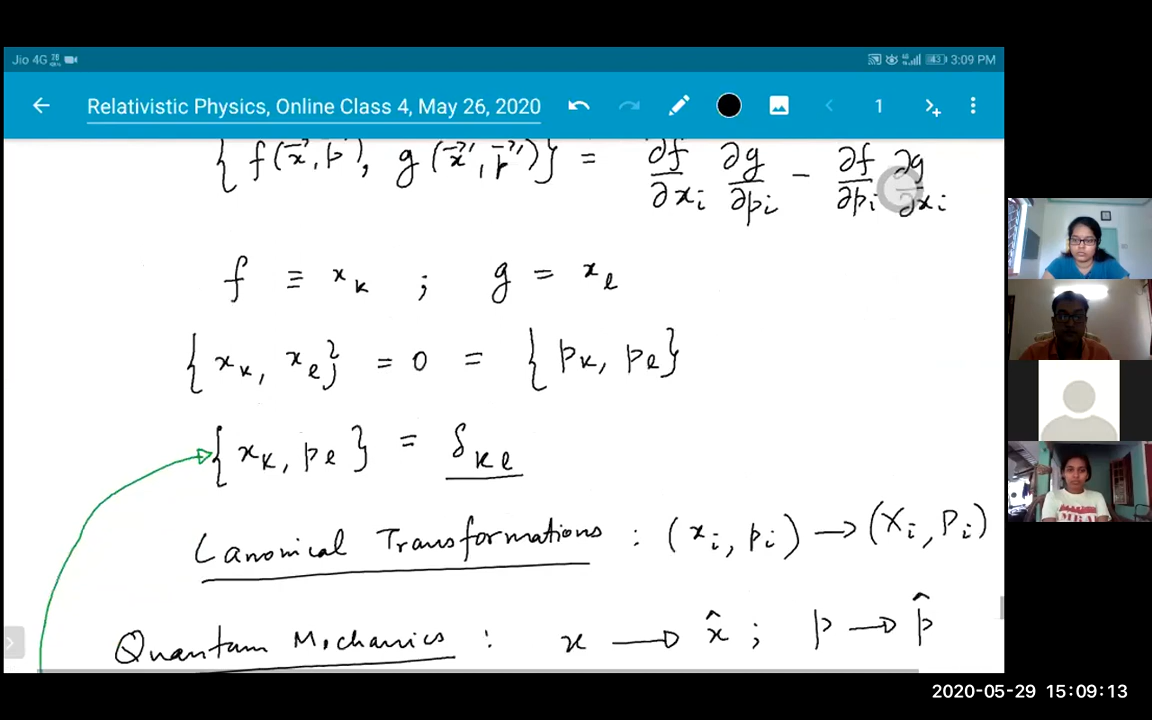 Jio 4G 3:09 PM
Relativistic Physics, Online Class 4, May 26, 2020 1
{ f(x⃗, p⃗), g(x⃗', p⃗') } = ∂f/∂xᵢ ∂g/∂pᵢ − ∂f/∂pᵢ ∂g/∂xᵢ
f ≡ x_k ; g = x_l
{x_k, x_l} = 0 = {p_k, p_l}
{x_k, p_l} = δ_kl
Canonical Transformations : (xᵢ, pᵢ) → (Xᵢ, Pᵢ)
Quantum Mechanics : x → x̂ ; p → p̂
2020-05-29 15:09:13